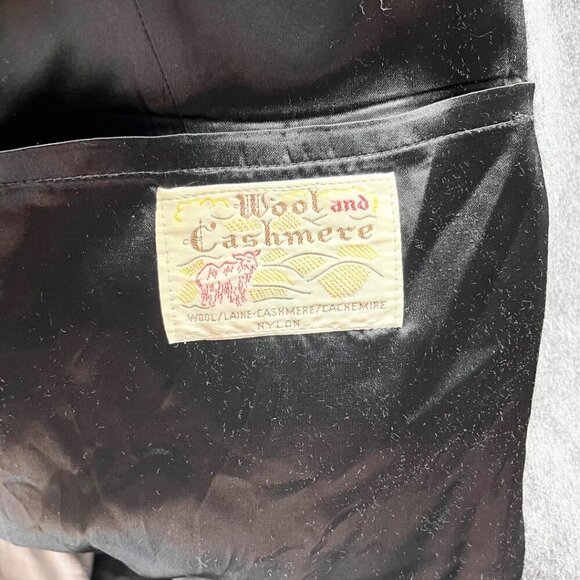 Wool and
Cashmere
WOOL/LAINE-CASHMERE/CACHEMIRE
NYLON